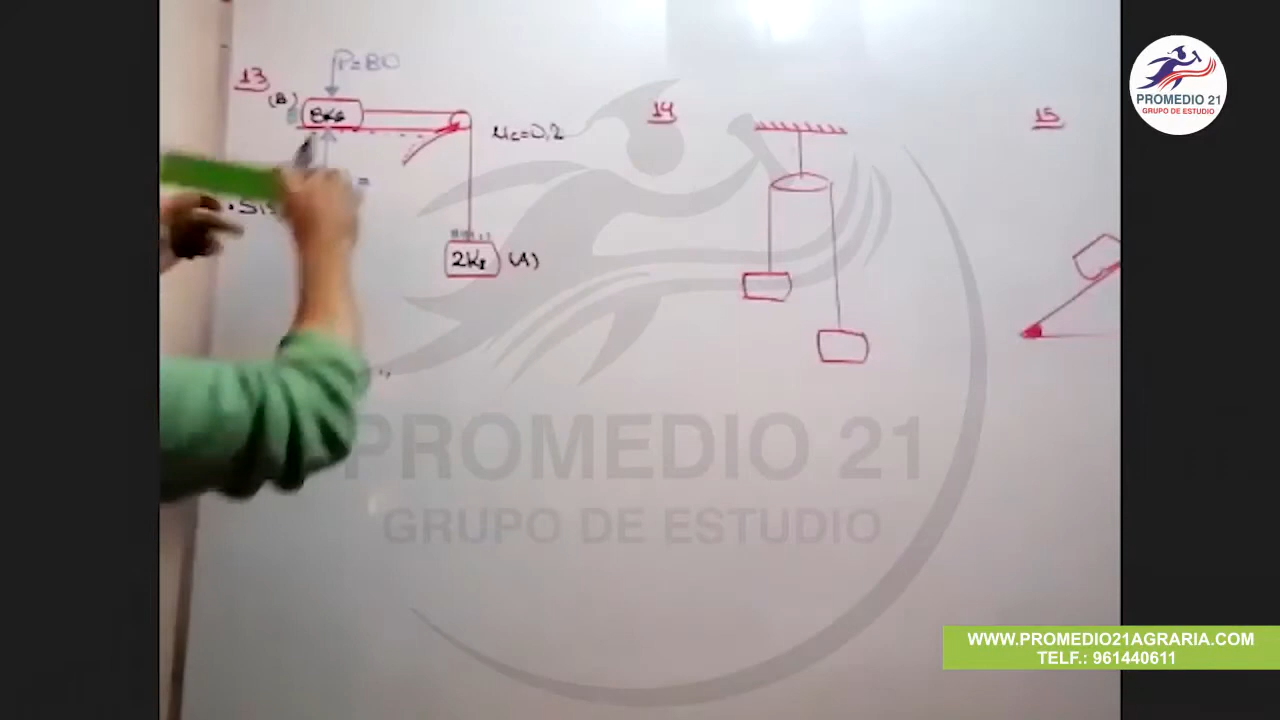 13
P=80
(B)
8Kg
μc=0,2
=
2Kg
(A)
14
15
PROMEDIO 21
GRUPO DE ESTUDIO
PROMEDIO 21
GRUPO DE ESTUDIO
WWW.PROMEDIO21AGRARIA.COM
TELF.: 961440611